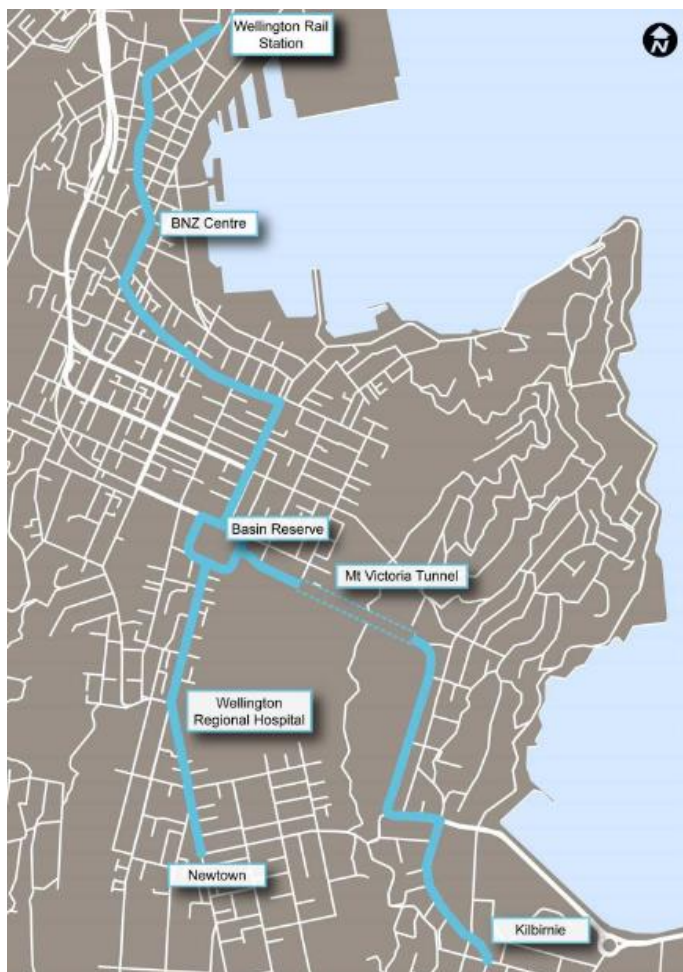 Wellington Rail
Station
N
BNZ Centre
Basin Reserve
Mt Victoria Tunnel
Wellington
Regional Hospital
Newtown
Kilbirnie